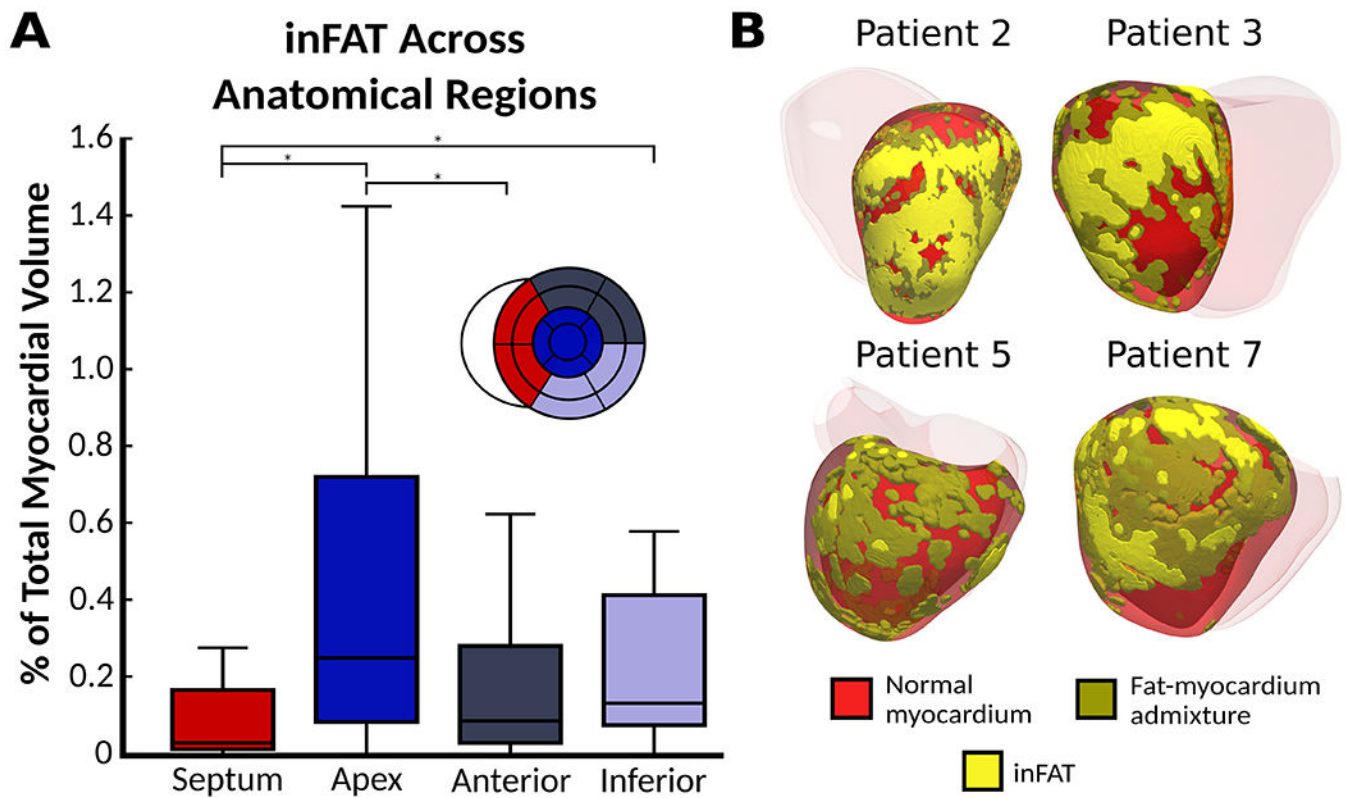 A
inFAT Across
Anatomical Regions
% of Total Myocardial Volume
1.6
1.4
1.2
1.0
0.8
0.6
0.4
0.2
0
*
*
*
Septum
Apex
Anterior
Inferior
B
Patient 2
Patient 3
Patient 5
Patient 7
Normal
myocardium
Fat-myocardium
admixture
inFAT